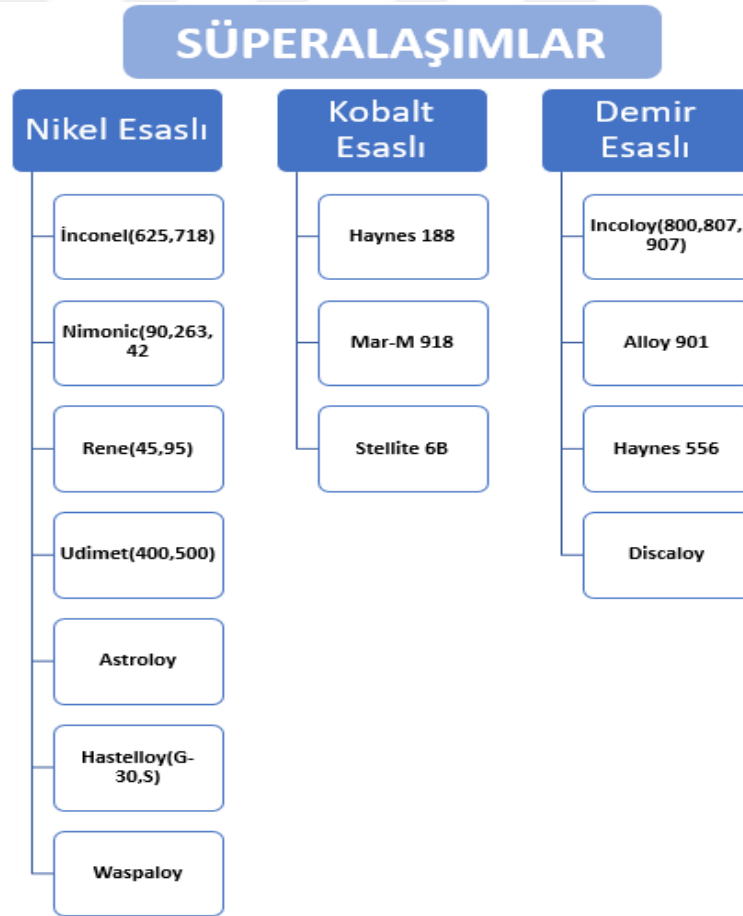 SÜPERALAŞIMLAR
Nikel Esaslı
İnconel(625,718)
Nimonic(90,263,
42
Rene(45,95)
Udimet(400,500)
Astroloy
Hastelloy(G-
30,S)
Waspaloy
Kobalt
Esaslı
Haynes 188
Mar-M 918
Stellite 6B
Demir
Esaslı
Incoloy(800,807,
907)
Alloy 901
Haynes 556
Discaloy